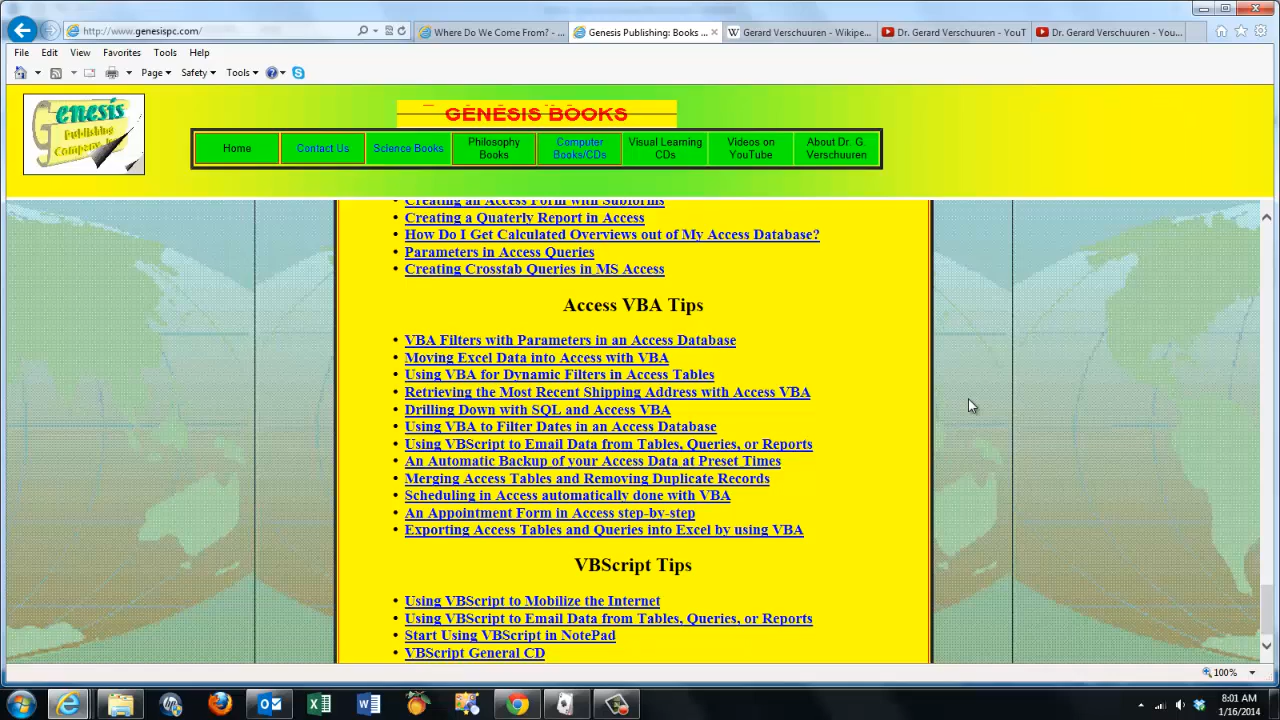 http://www.genesispc.com/
Where Do We Come From? - ...
Genesis Publishing: Books ...
Gerard Verschuuren - Wikipe...
Dr. Gerard Verschuuren - YouT
Dr. Gerard Verschuuren - You...
File Edit View Favorites Tools Help
Page Safety Tools
Genesis
Publishing
Company, Inc.
GENESIS BOOKS
Home
Contact Us
Science Books
Philosophy Books
Computer Books/CDs
Visual Learning CDs
Videos on YouTube
About Dr. G. Verschuuren
• Creating an Access Form with Subforms
• Creating a Quaterly Report in Access
• How Do I Get Calculated Overviews out of My Access Database?
• Parameters in Access Queries
• Creating Crosstab Queries in MS Access
Access VBA Tips
• VBA Filters with Parameters in an Access Database
• Moving Excel Data into Access with VBA
• Using VBA for Dynamic Filters in Access Tables
• Retrieving the Most Recent Shipping Address with Access VBA
• Drilling Down with SQL and Access VBA
• Using VBA to Filter Dates in an Access Database
• Using VBScript to Email Data from Tables, Queries, or Reports
• An Automatic Backup of your Access Data at Preset Times
• Merging Access Tables and Removing Duplicate Records
• Scheduling in Access automatically done with VBA
• An Appointment Form in Access step-by-step
• Exporting Access Tables and Queries into Excel by using VBA
VBScript Tips
• Using VBScript to Mobilize the Internet
• Using VBScript to Email Data from Tables, Queries, or Reports
• Start Using VBScript in NotePad
• VBScript General CD
100%
8:01 AM
1/16/2014